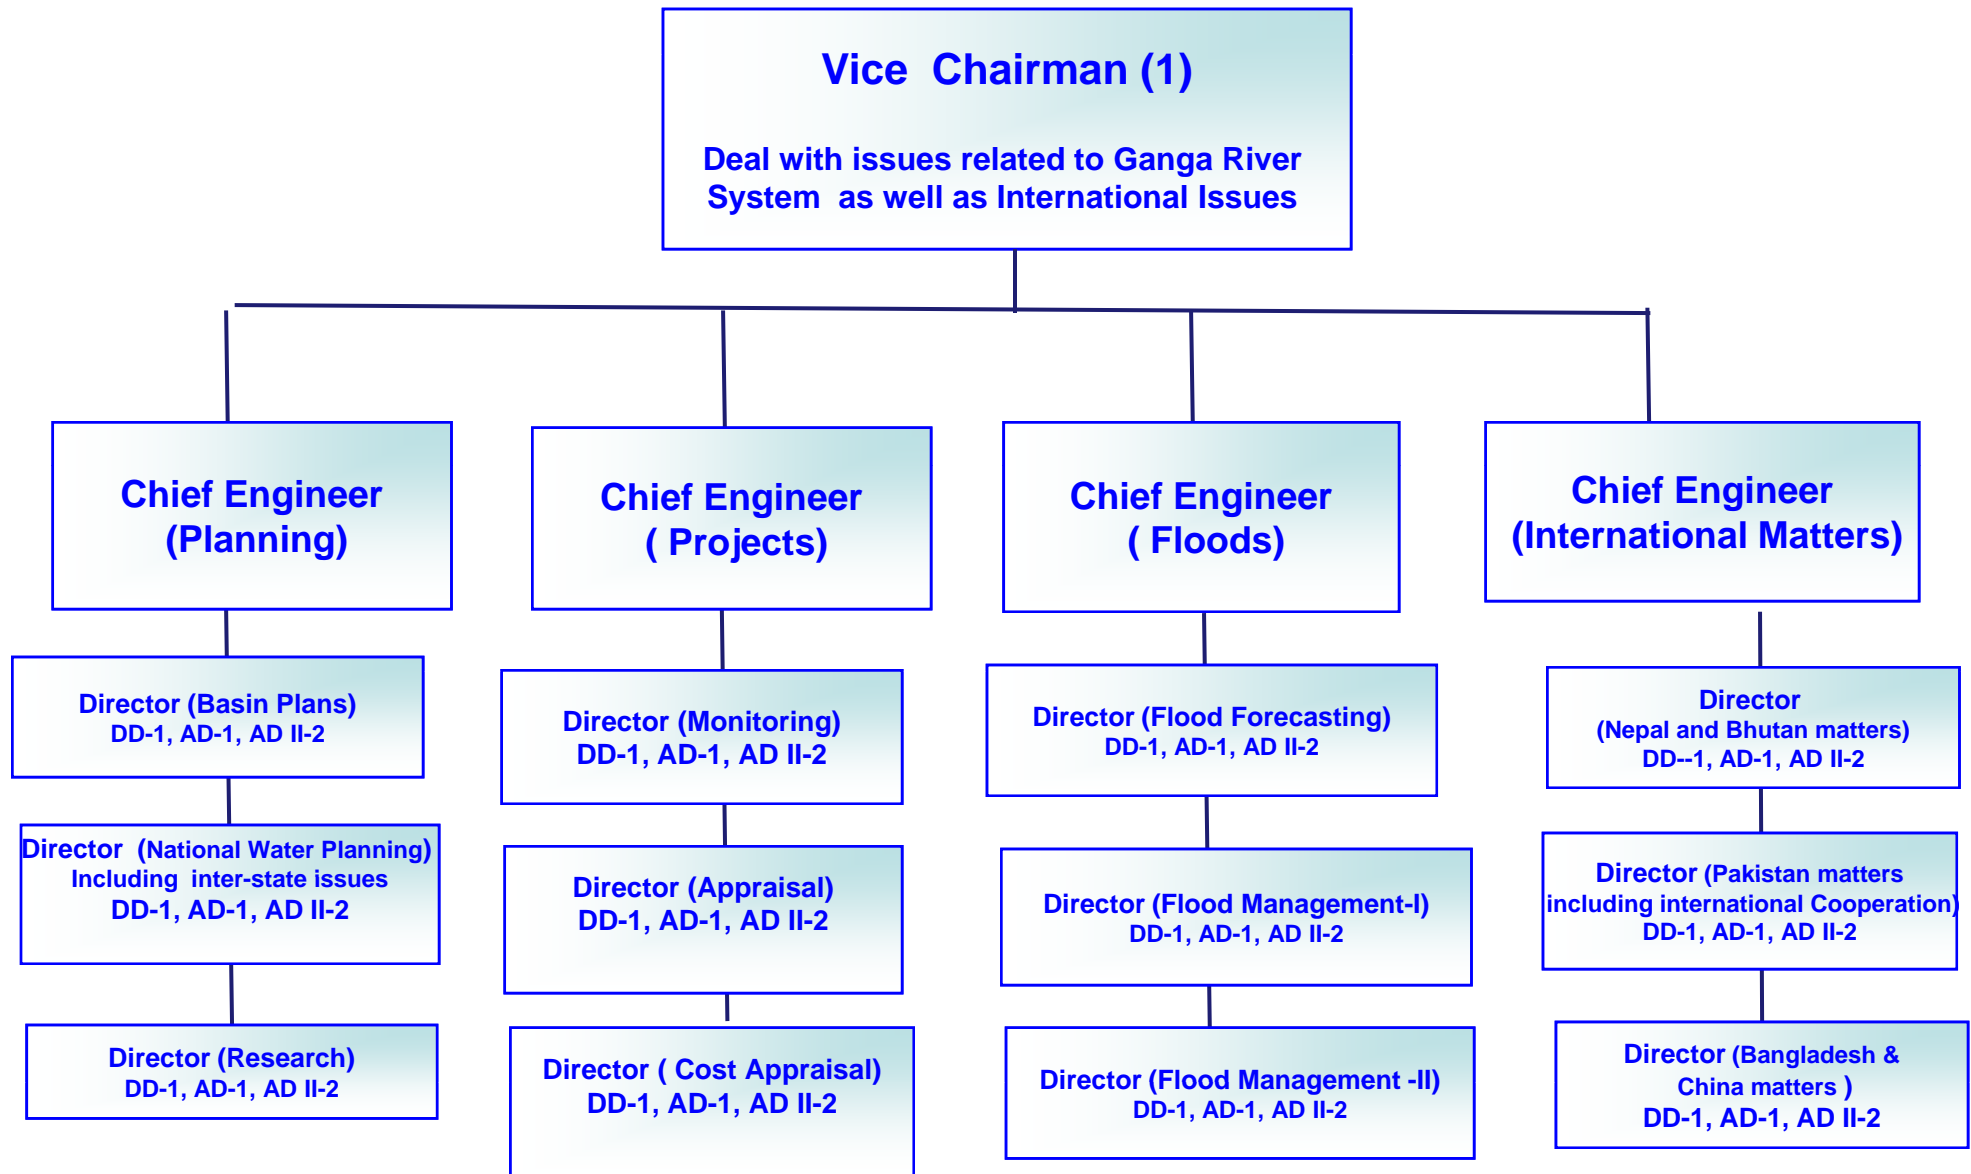 Vice Chairman (1)
Deal with issues related to Ganga River
System as well as International Issues
Chief Engineer
(Planning)
Director (Basin Plans)
DD-1, AD-1, AD II-2
Director (National Water Planning)
Including inter-state issues
DD-1, AD-1, AD II-2
Director (Research)
DD-1, AD-1, AD II-2
Chief Engineer
( Projects)
Director (Monitoring)
DD-1, AD-1, AD II-2
Director (Appraisal)
DD-1, AD-1, AD II-2
Director ( Cost Appraisal)
DD-1, AD-1, AD II-2
Chief Engineer
( Floods)
Director (Flood Forecasting)
DD-1, AD-1, AD II-2
Director (Flood Management-I)
DD-1, AD-1, AD II-2
Director (Flood Management -II)
DD-1, AD-1, AD II-2
Chief Engineer
(International Matters)
Director
(Nepal and Bhutan matters)
DD--1, AD-1, AD II-2
Director (Pakistan matters
including international Cooperation)
DD-1, AD-1, AD II-2
Director (Bangladesh &
China matters )
DD-1, AD-1, AD II-2